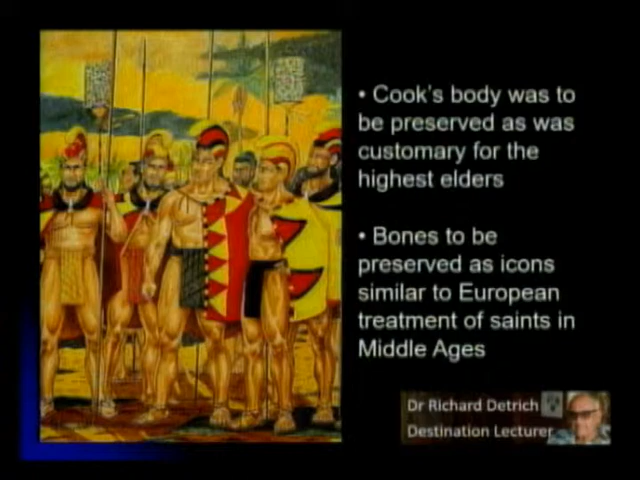 • Cook's body was to
be preserved as was
customary for the
highest elders
• Bones to be
preserved as icons
similar to European
treatment of saints in
Middle Ages
Dr Richard Detrich
Destination Lecturer